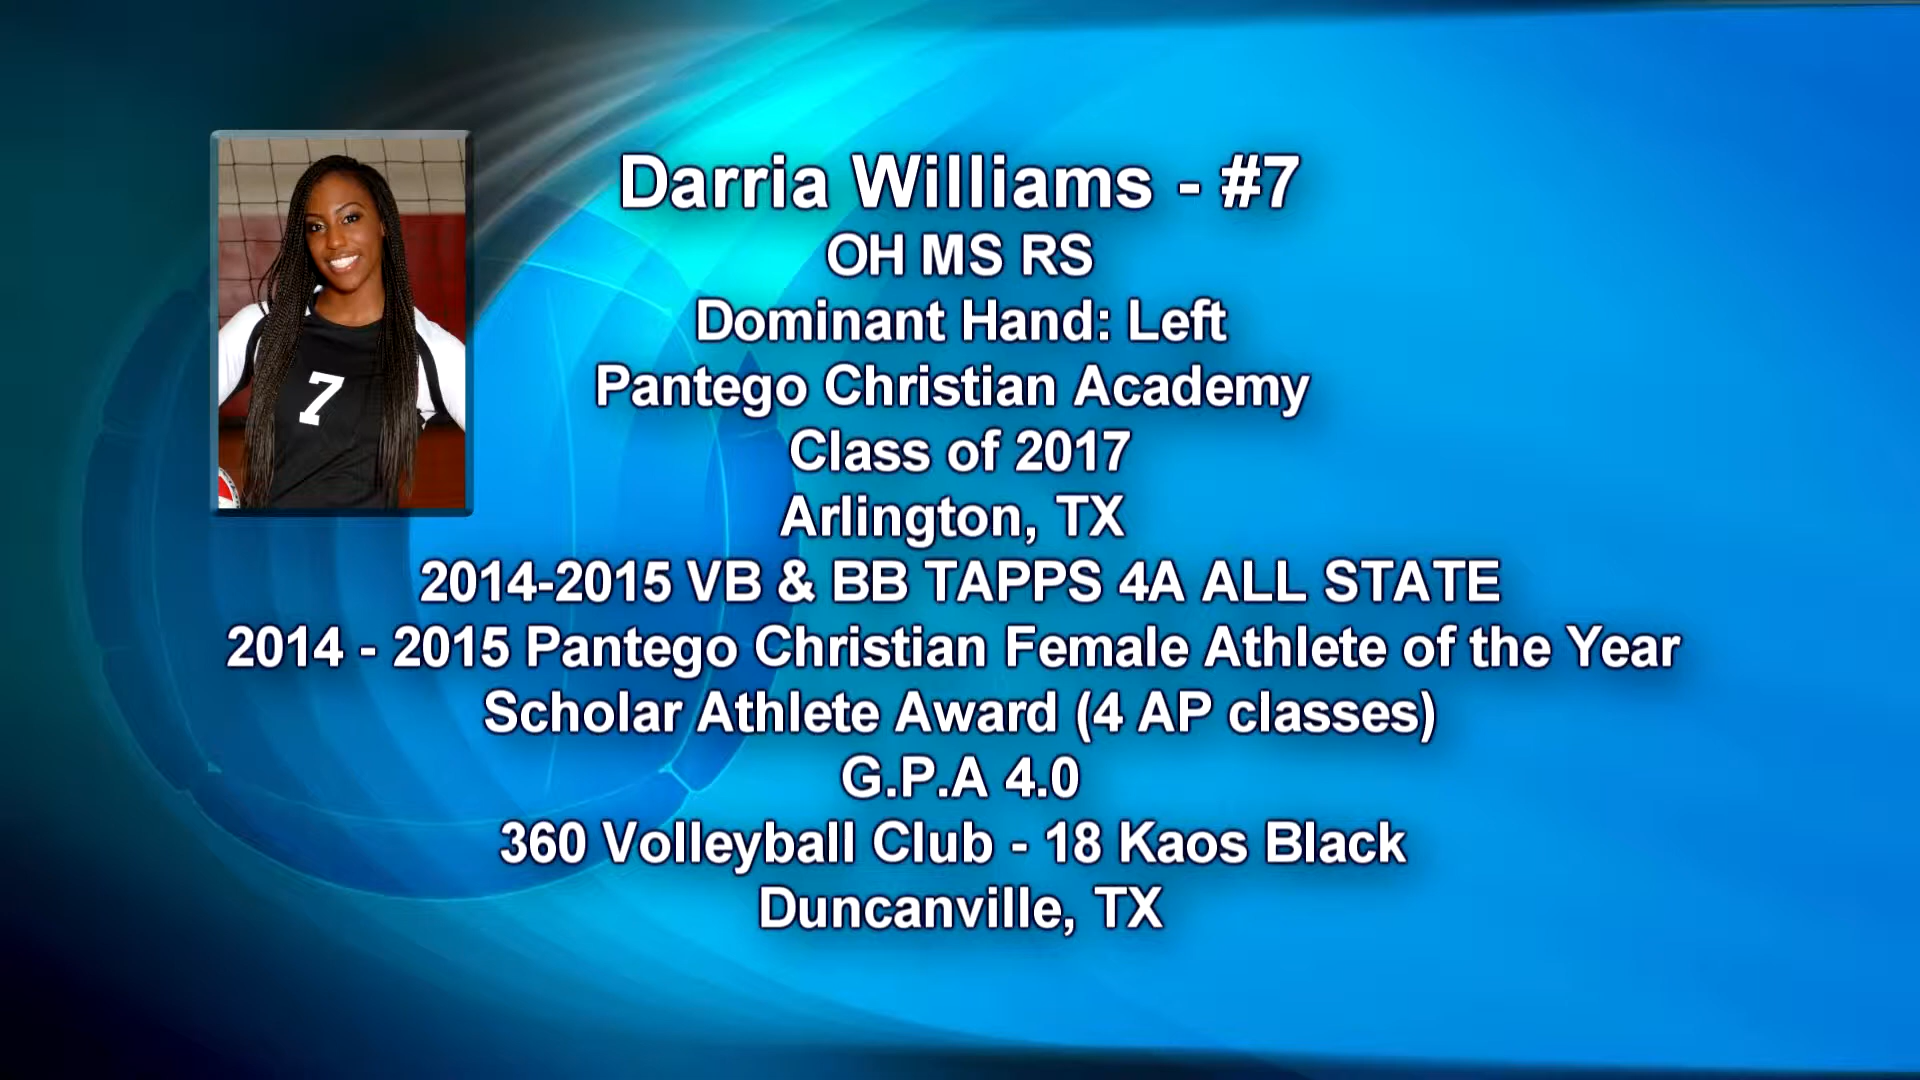 Darria Williams - #7
OH MS RS
Dominant Hand: Left
Pantego Christian Academy
Class of 2017
Arlington, TX
2014-2015 VB & BB TAPPS 4A ALL STATE
2014 - 2015 Pantego Christian Female Athlete of the Year
Scholar Athlete Award (4 AP classes)
G.P.A 4.0
360 Volleyball Club - 18 Kaos Black
Duncanville, TX
7